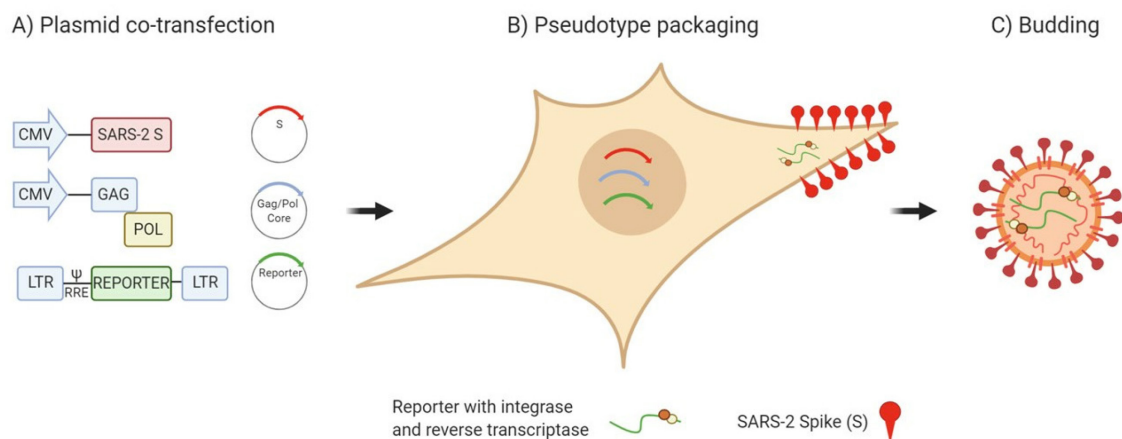 A) Plasmid co-transfection
B) Pseudotype packaging
C) Budding
CMV
SARS-2 S
S
CMV
GAG
POL
Gag/Pol
Core
LTR
Ψ
RRE
REPORTER
LTR
Reporter
Reporter with integrase
and reverse transcriptase
SARS-2 Spike (S)